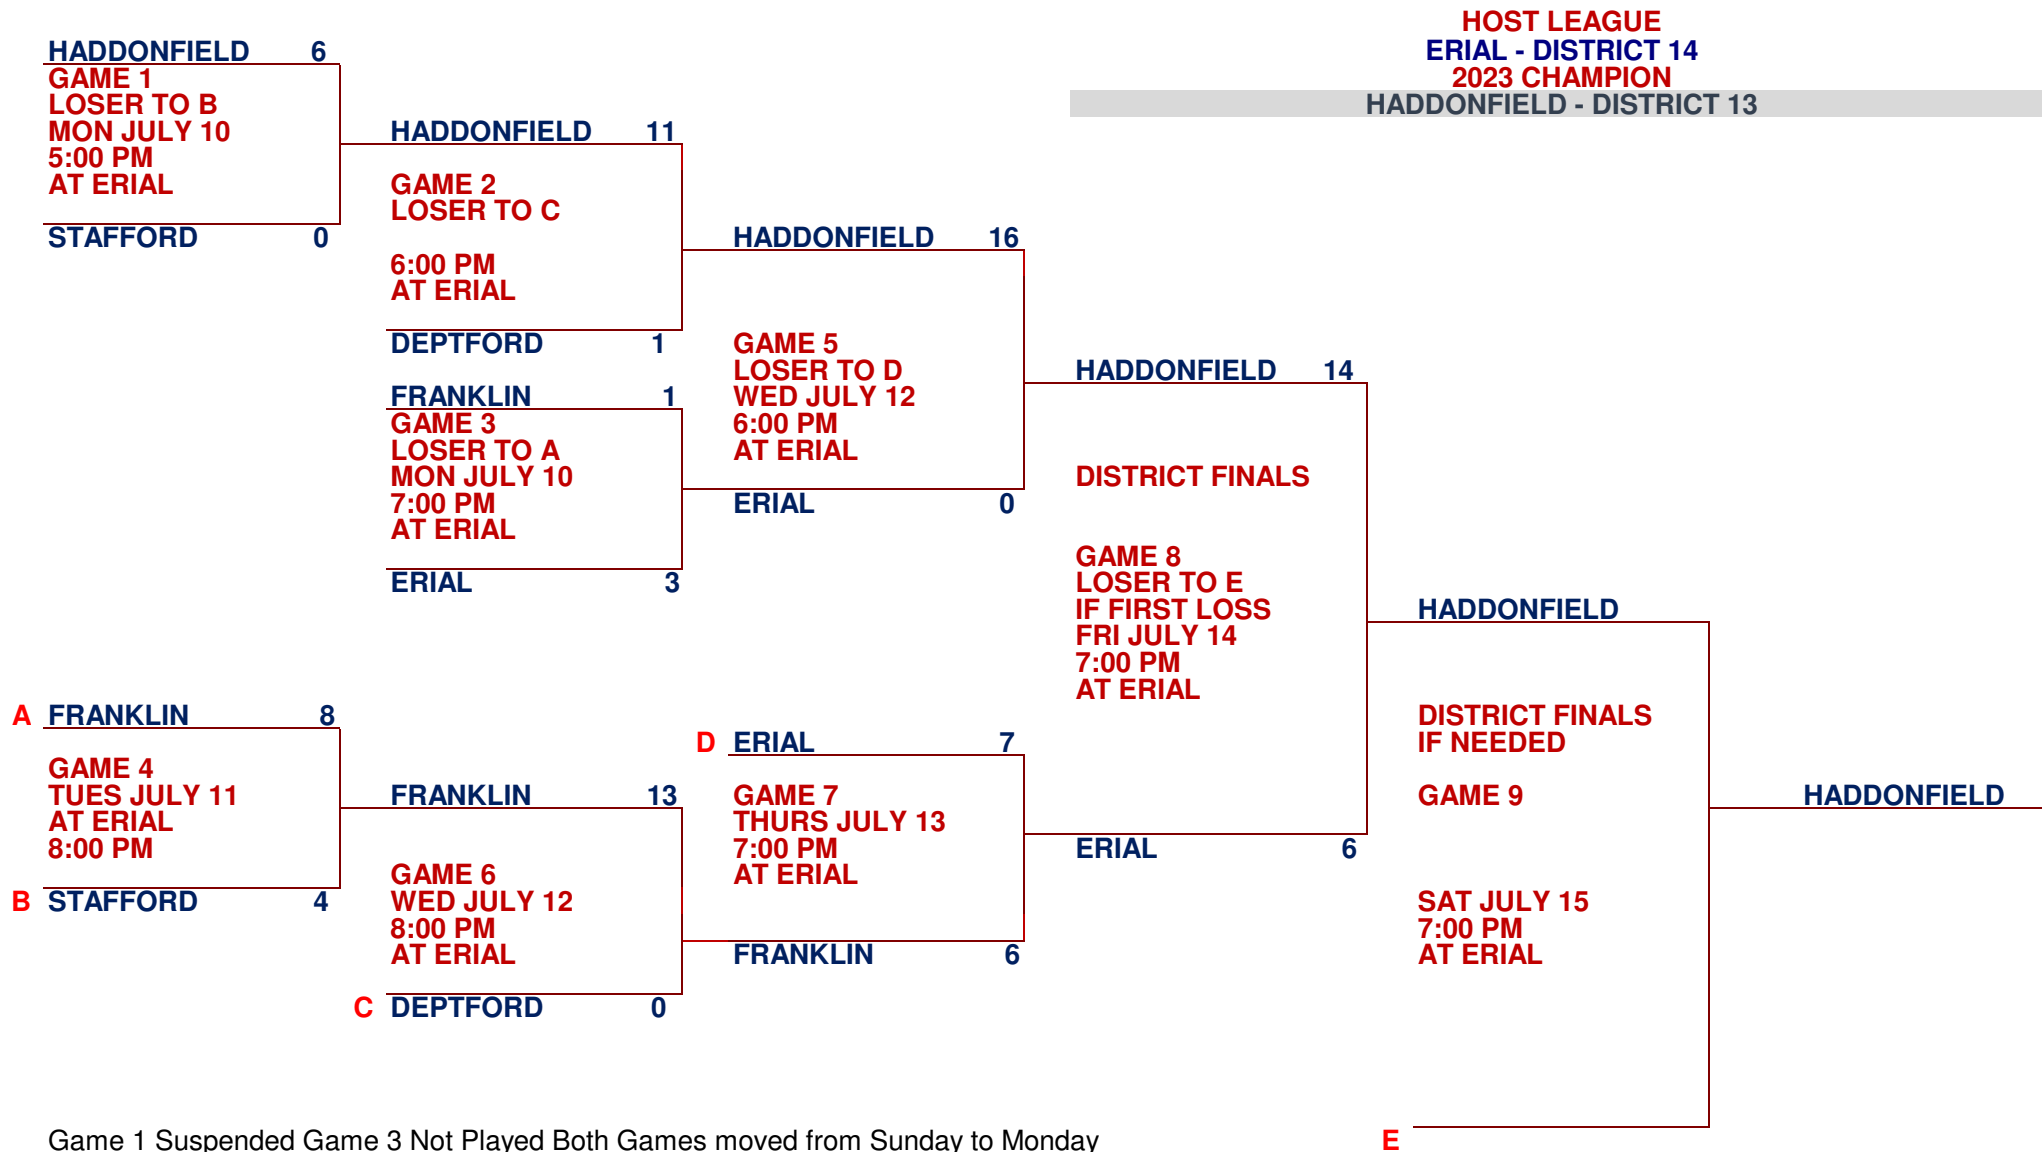 HOST LEAGUE
ERIAL - DISTRICT 14
2023 CHAMPION
HADDONFIELD - DISTRICT 13
HADDONFIELD 6
GAME 1
LOSER TO B
MON JULY 10
5:00 PM
AT ERIAL
STAFFORD 0
HADDONFIELD 11
GAME 2
LOSER TO C
6:00 PM
AT ERIAL
DEPTFORD 1
FRANKLIN 1
GAME 3
LOSER TO A
MON JULY 10
7:00 PM
AT ERIAL
ERIAL 3
HADDONFIELD 16
GAME 5
LOSER TO D
WED JULY 12
6:00 PM
AT ERIAL
ERIAL 0
HADDONFIELD 14
DISTRICT FINALS
GAME 8
LOSER TO E
IF FIRST LOSS
FRI JULY 14
7:00 PM
AT ERIAL
ERIAL 6
A FRANKLIN 8
GAME 4
TUES JULY 11
AT ERIAL
8:00 PM
B STAFFORD 4
FRANKLIN 13
GAME 6
WED JULY 12
8:00 PM
AT ERIAL
C DEPTFORD 0
D ERIAL 7
GAME 7
THURS JULY 13
7:00 PM
AT ERIAL
FRANKLIN 6
HADDONFIELD
DISTRICT FINALS
IF NEEDED
GAME 9
SAT JULY 15
7:00 PM
AT ERIAL
E
HADDONFIELD
Game 1 Suspended Game 3 Not Played Both Games moved from Sunday to Monday